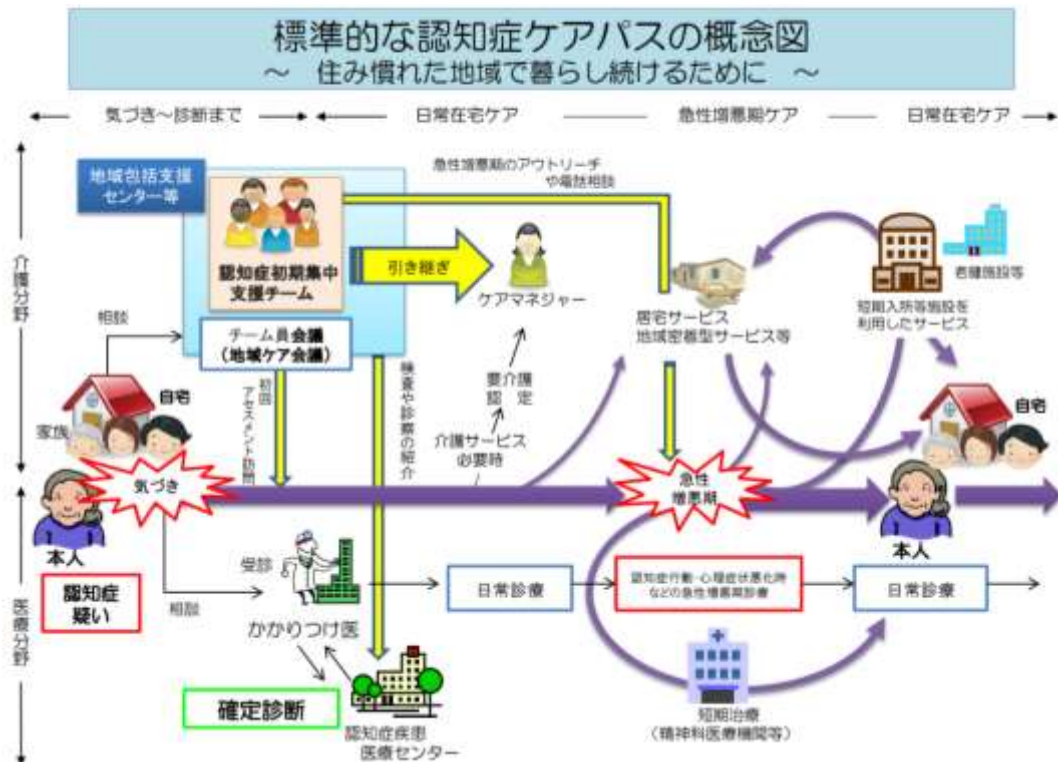 標準的な認知症ケアパスの概念図
～ 住み慣れた地域で暮らし続けるために ～
気づき～診断まで
日常在宅ケア
急性増悪期ケア
日常在宅ケア
介護分野
医療分野
地域包括支援
センター等
認知症初期集中
支援チーム
チーム員会議
(地域ケア会議)
急性増悪期のアウトリーチ
や電話相談
引き継ぎ
ケアマネジャー
居宅サービス
地域密着型サービス等
老健施設等
短期入所等施設を
利用したサービス
相談
自宅
家族
初回
アセスメント訪問
検査や診察の紹介
要介護
認定
介護サービス
必要時
自宅
気づき
急性
増悪期
本人
本人
認知症
疑い
相談
受診
かかりつけ医
日常診療
認知症行動・心理症状悪化時
などの急性増悪期診療
日常診療
確定診断
認知症疾患
医療センター
短期治療
(精神科医療機関等)